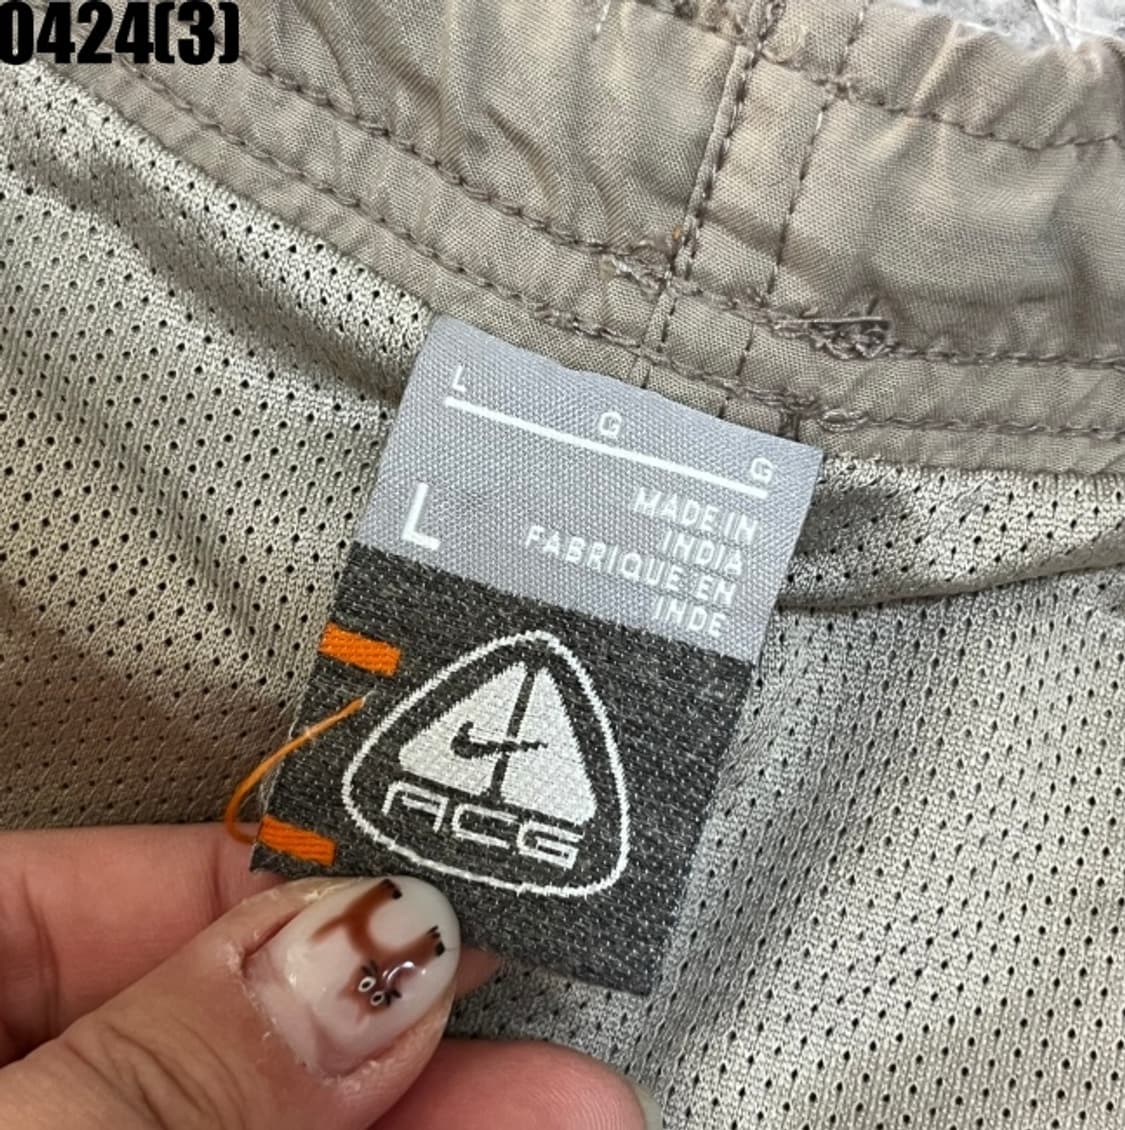 0424(3)
L G G
L
MADE IN
INDIA
FABRIQUE EN
INDE
ACG